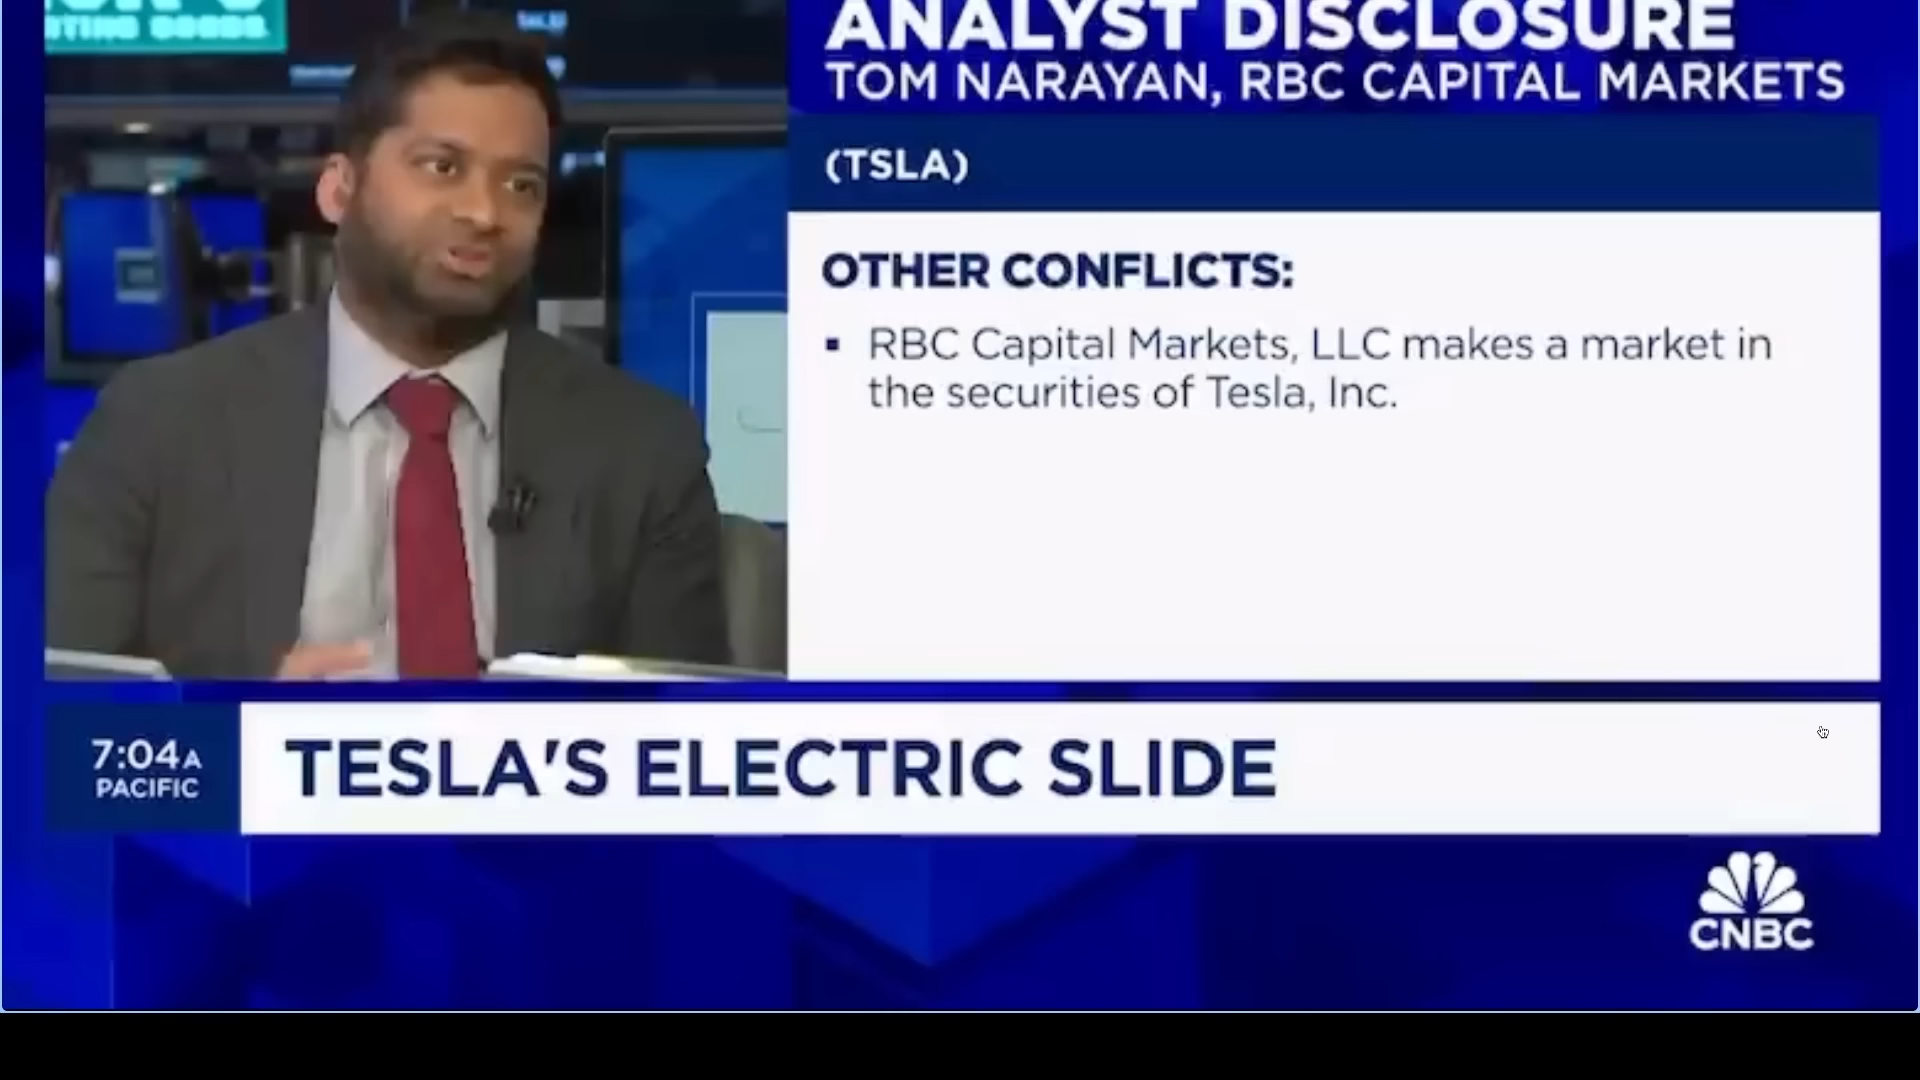 ANALYST DISCLOSURE
TOM NARAYAN, RBC CAPITAL MARKETS
(TSLA)
OTHER CONFLICTS:
▪ RBC Capital Markets, LLC makes a market in
the securities of Tesla, Inc.
7:04A
PACIFIC
TESLA'S ELECTRIC SLIDE
CNBC